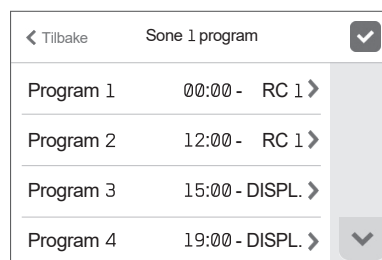 Tilbake Sone 1 program
Program 1 00:00 - RC 1
Program 2 12:00 - RC 1
Program 3 15:00 - DISPL.
Program 4 19:00 - DISPL.